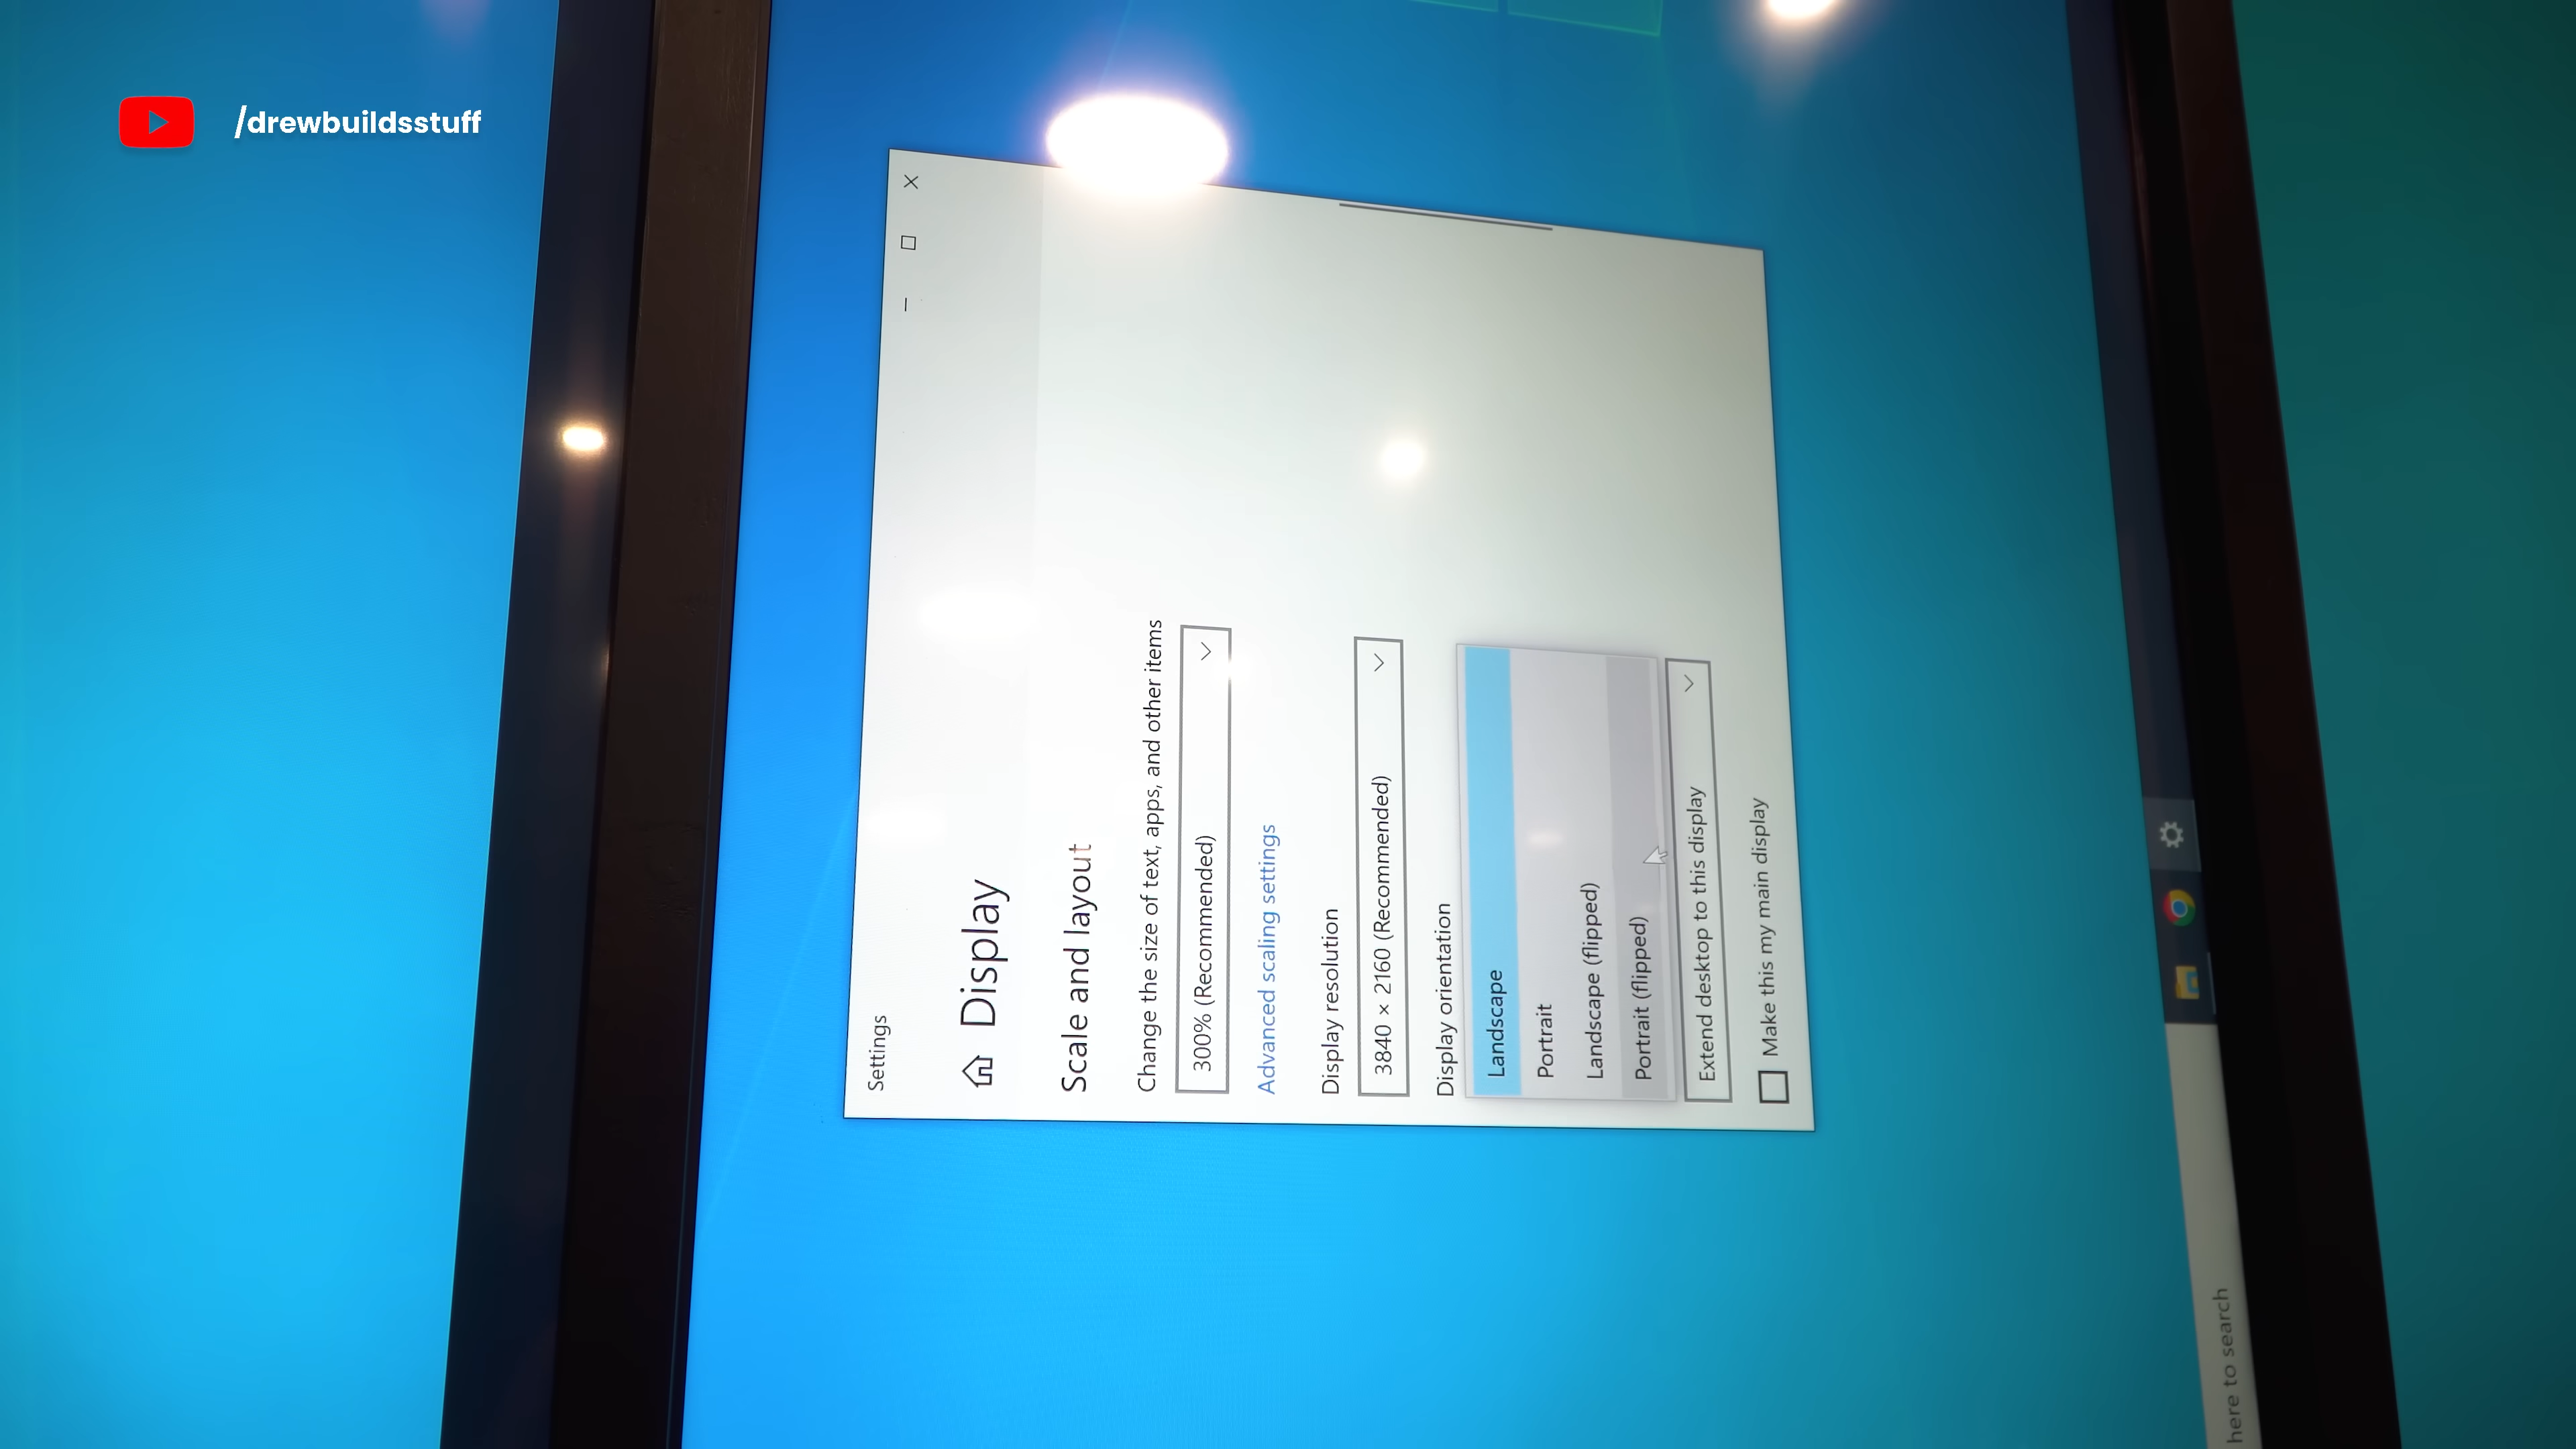 /drewbuildsstuff
Settings
Display
Scale and layout
Change the size of text, apps, and other items
300% (Recommended)
Advanced scaling settings
Display resolution
3840 × 2160 (Recommended)
Display orientation
Landscape
Portrait
Landscape (flipped)
Portrait (flipped)
Extend desktop to this display
Make this my main display
here to search